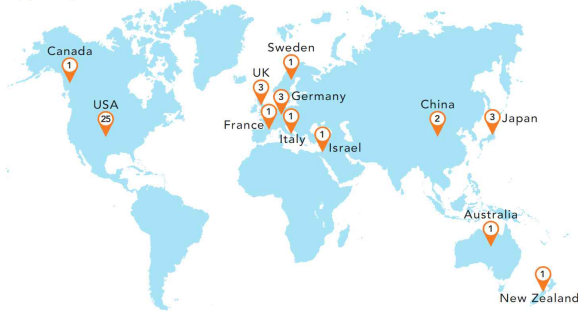 Canada
1
Sweden
1
UK
3
USA
25
3
Germany
France
1
1
Italy
1
Israel
China
2
3
Japan
Australia
1
1
New Zealand